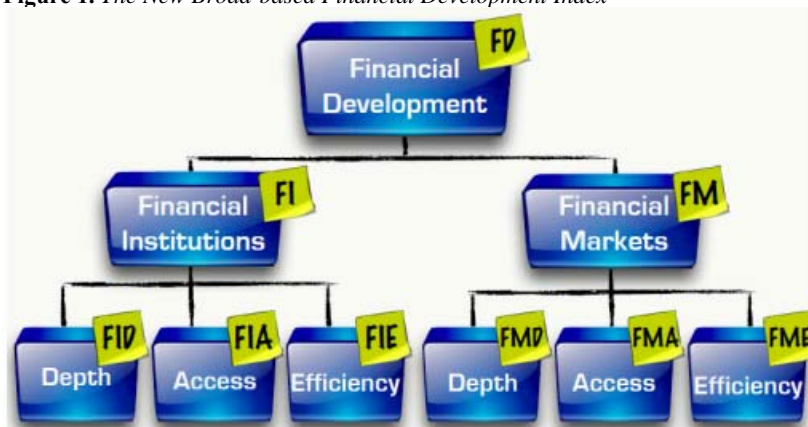 Figure 1. The New Broad-based Financial Development Index
FD
Financial
Development
FI
Financial
Institutions
FM
Financial
Markets
FID
Depth
FIA
Access
FIE
Efficiency
FMD
Depth
FMA
Access
FME
Efficiency